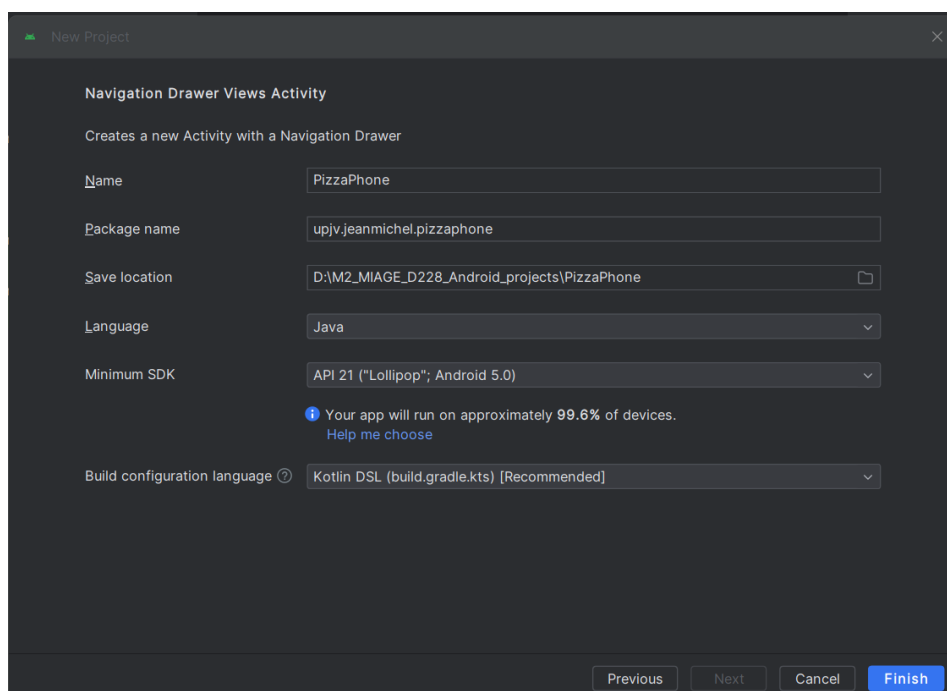 New Project
Navigation Drawer Views Activity
Creates a new Activity with a Navigation Drawer
Name PizzaPhone
Package name upjv.jeanmichel.pizzaphone
Save location D:\M2_MIAGE_D228_Android_projects\PizzaPhone
Language Java
Minimum SDK API 21 ("Lollipop"; Android 5.0)
Your app will run on approximately 99.6% of devices.
Help me choose
Build configuration language Kotlin DSL (build.gradle.kts) [Recommended]
Previous Next Cancel Finish